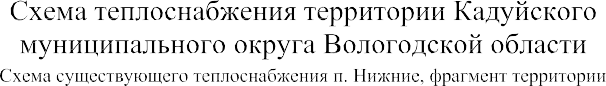 Схема теплоснабжения территории Кадуйского
муниципального округа Вологодской области
Схема существующего теплоснабжения п. Нижние, фрагмент территории